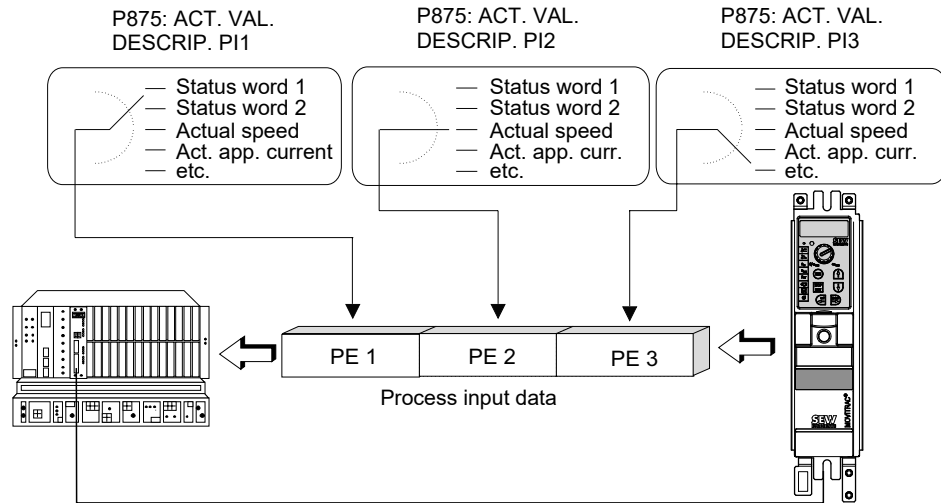 P875: ACT. VAL.
DESCRIP. PI1
P875: ACT. VAL.
DESCRIP. PI2
P875: ACT. VAL.
DESCRIP. PI3
Status word 1
Status word 2
Actual speed
Act. app. current
etc.
Status word 1
Status word 2
Actual speed
Act. app. curr.
etc.
Status word 1
Status word 2
Actual speed
Act. app. curr.
etc.
PE 1
PE 2
PE 3
Process input data
SEW
MOVITRAC®
SEW